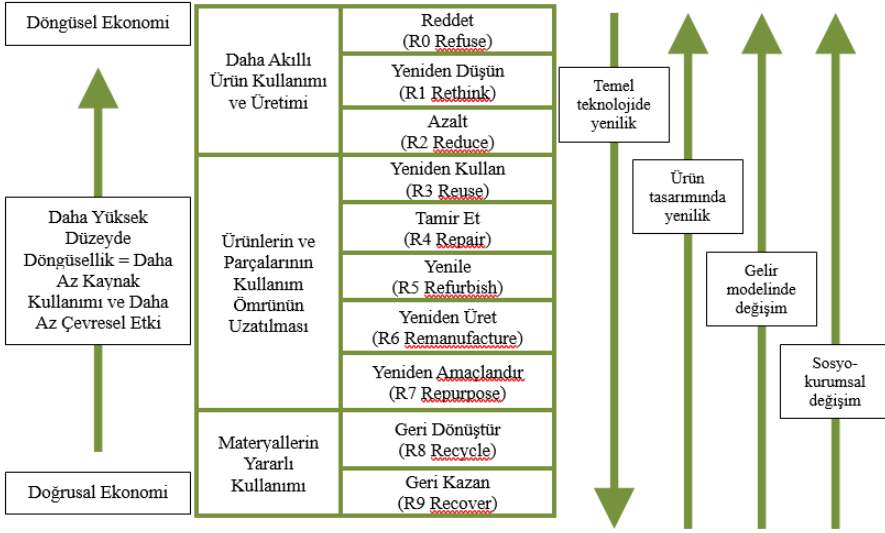 Döngüsel Ekonomi
Daha Yüksek
Düzeyde
Döngüsellik = Daha
Az Kaynak
Kullanımı ve Daha
Az Çevresel Etki
Doğrusal Ekonomi
Daha Akıllı
Ürün Kullanımı
ve Üretimi
Reddet
(R0 Refuse)
Yeniden Düşün
(R1 Rethink)
Azalt
(R2 Reduce)
Ürünlerin ve
Parçalarının
Kullanım
Ömrünün
Uzatılması
Yeniden Kullan
(R3 Reuse)
Tamir Et
(R4 Repair)
Yenile
(R5 Refurbish)
Yeniden Üret
(R6 Remanufacture)
Yeniden Amaçlandır
(R7 Repurpose)
Materyallerin
Yararlı
Kullanımı
Geri Dönüştür
(R8 Recycle)
Geri Kazan
(R9 Recover)
Temel
teknolojide
yenilik
Ürün
tasarımında
yenilik
Gelir
modelinde
değişim
Sosyo-
kurumsal
değişim